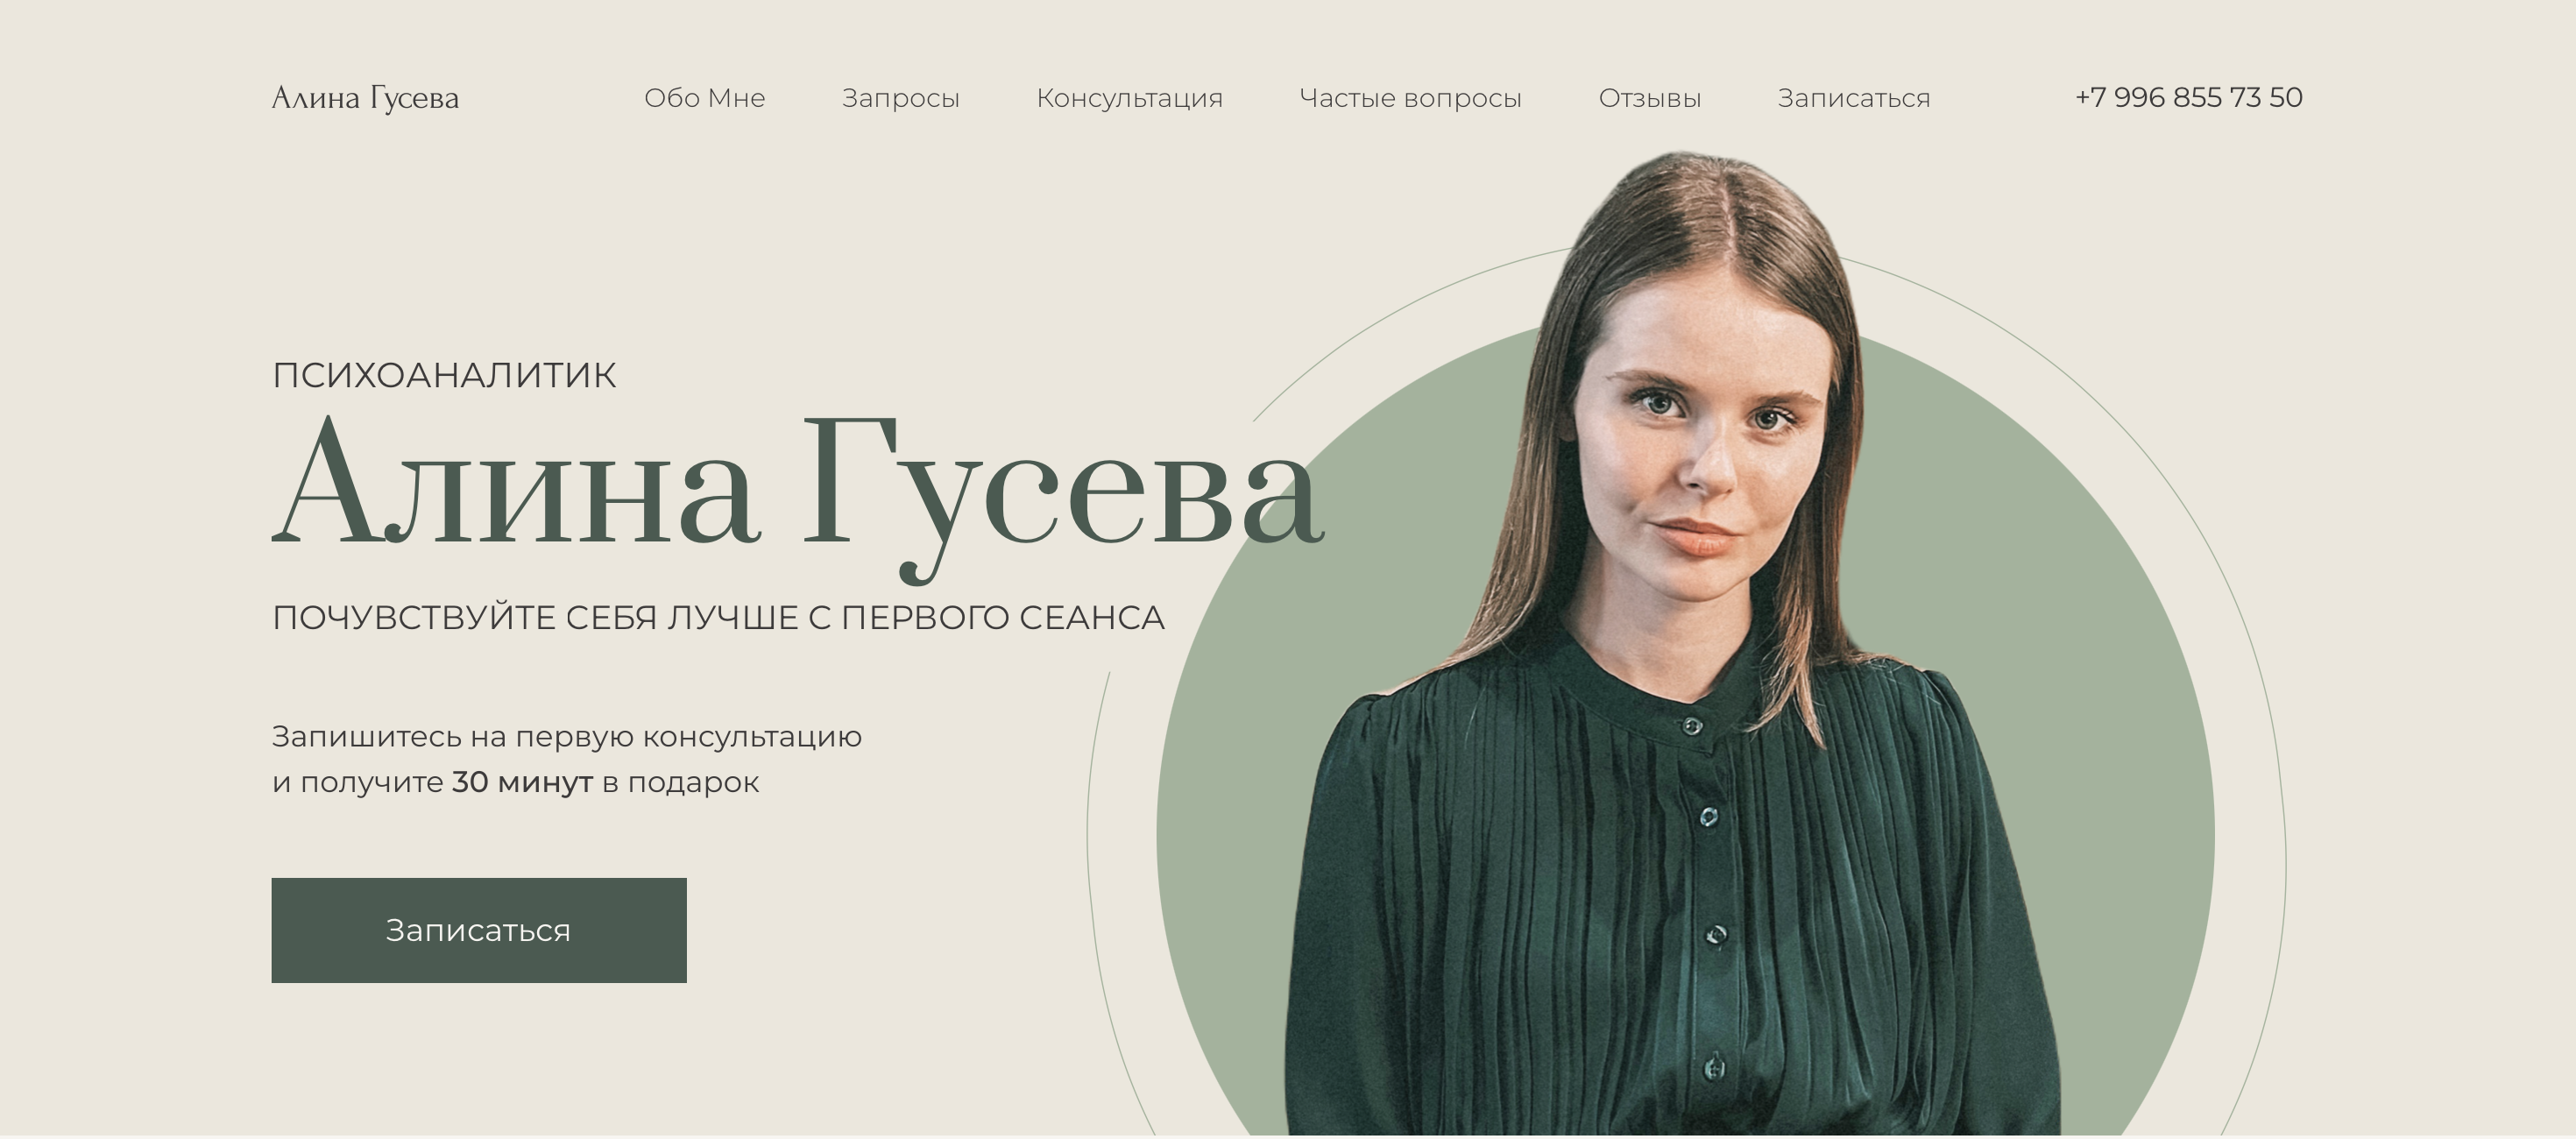 Алина Гусева
Обо Мне
Запросы
Консультация
Частые вопросы
Отзывы
Записаться
+7 996 855 73 50
ПСИХОАНАЛИТИК
Алина Гусева
ПОЧУВСТВУЙТЕ СЕБЯ ЛУЧШЕ С ПЕРВОГО СЕАНСА
Запишитесь на первую консультацию
и получите 30 минут в подарок
Записаться